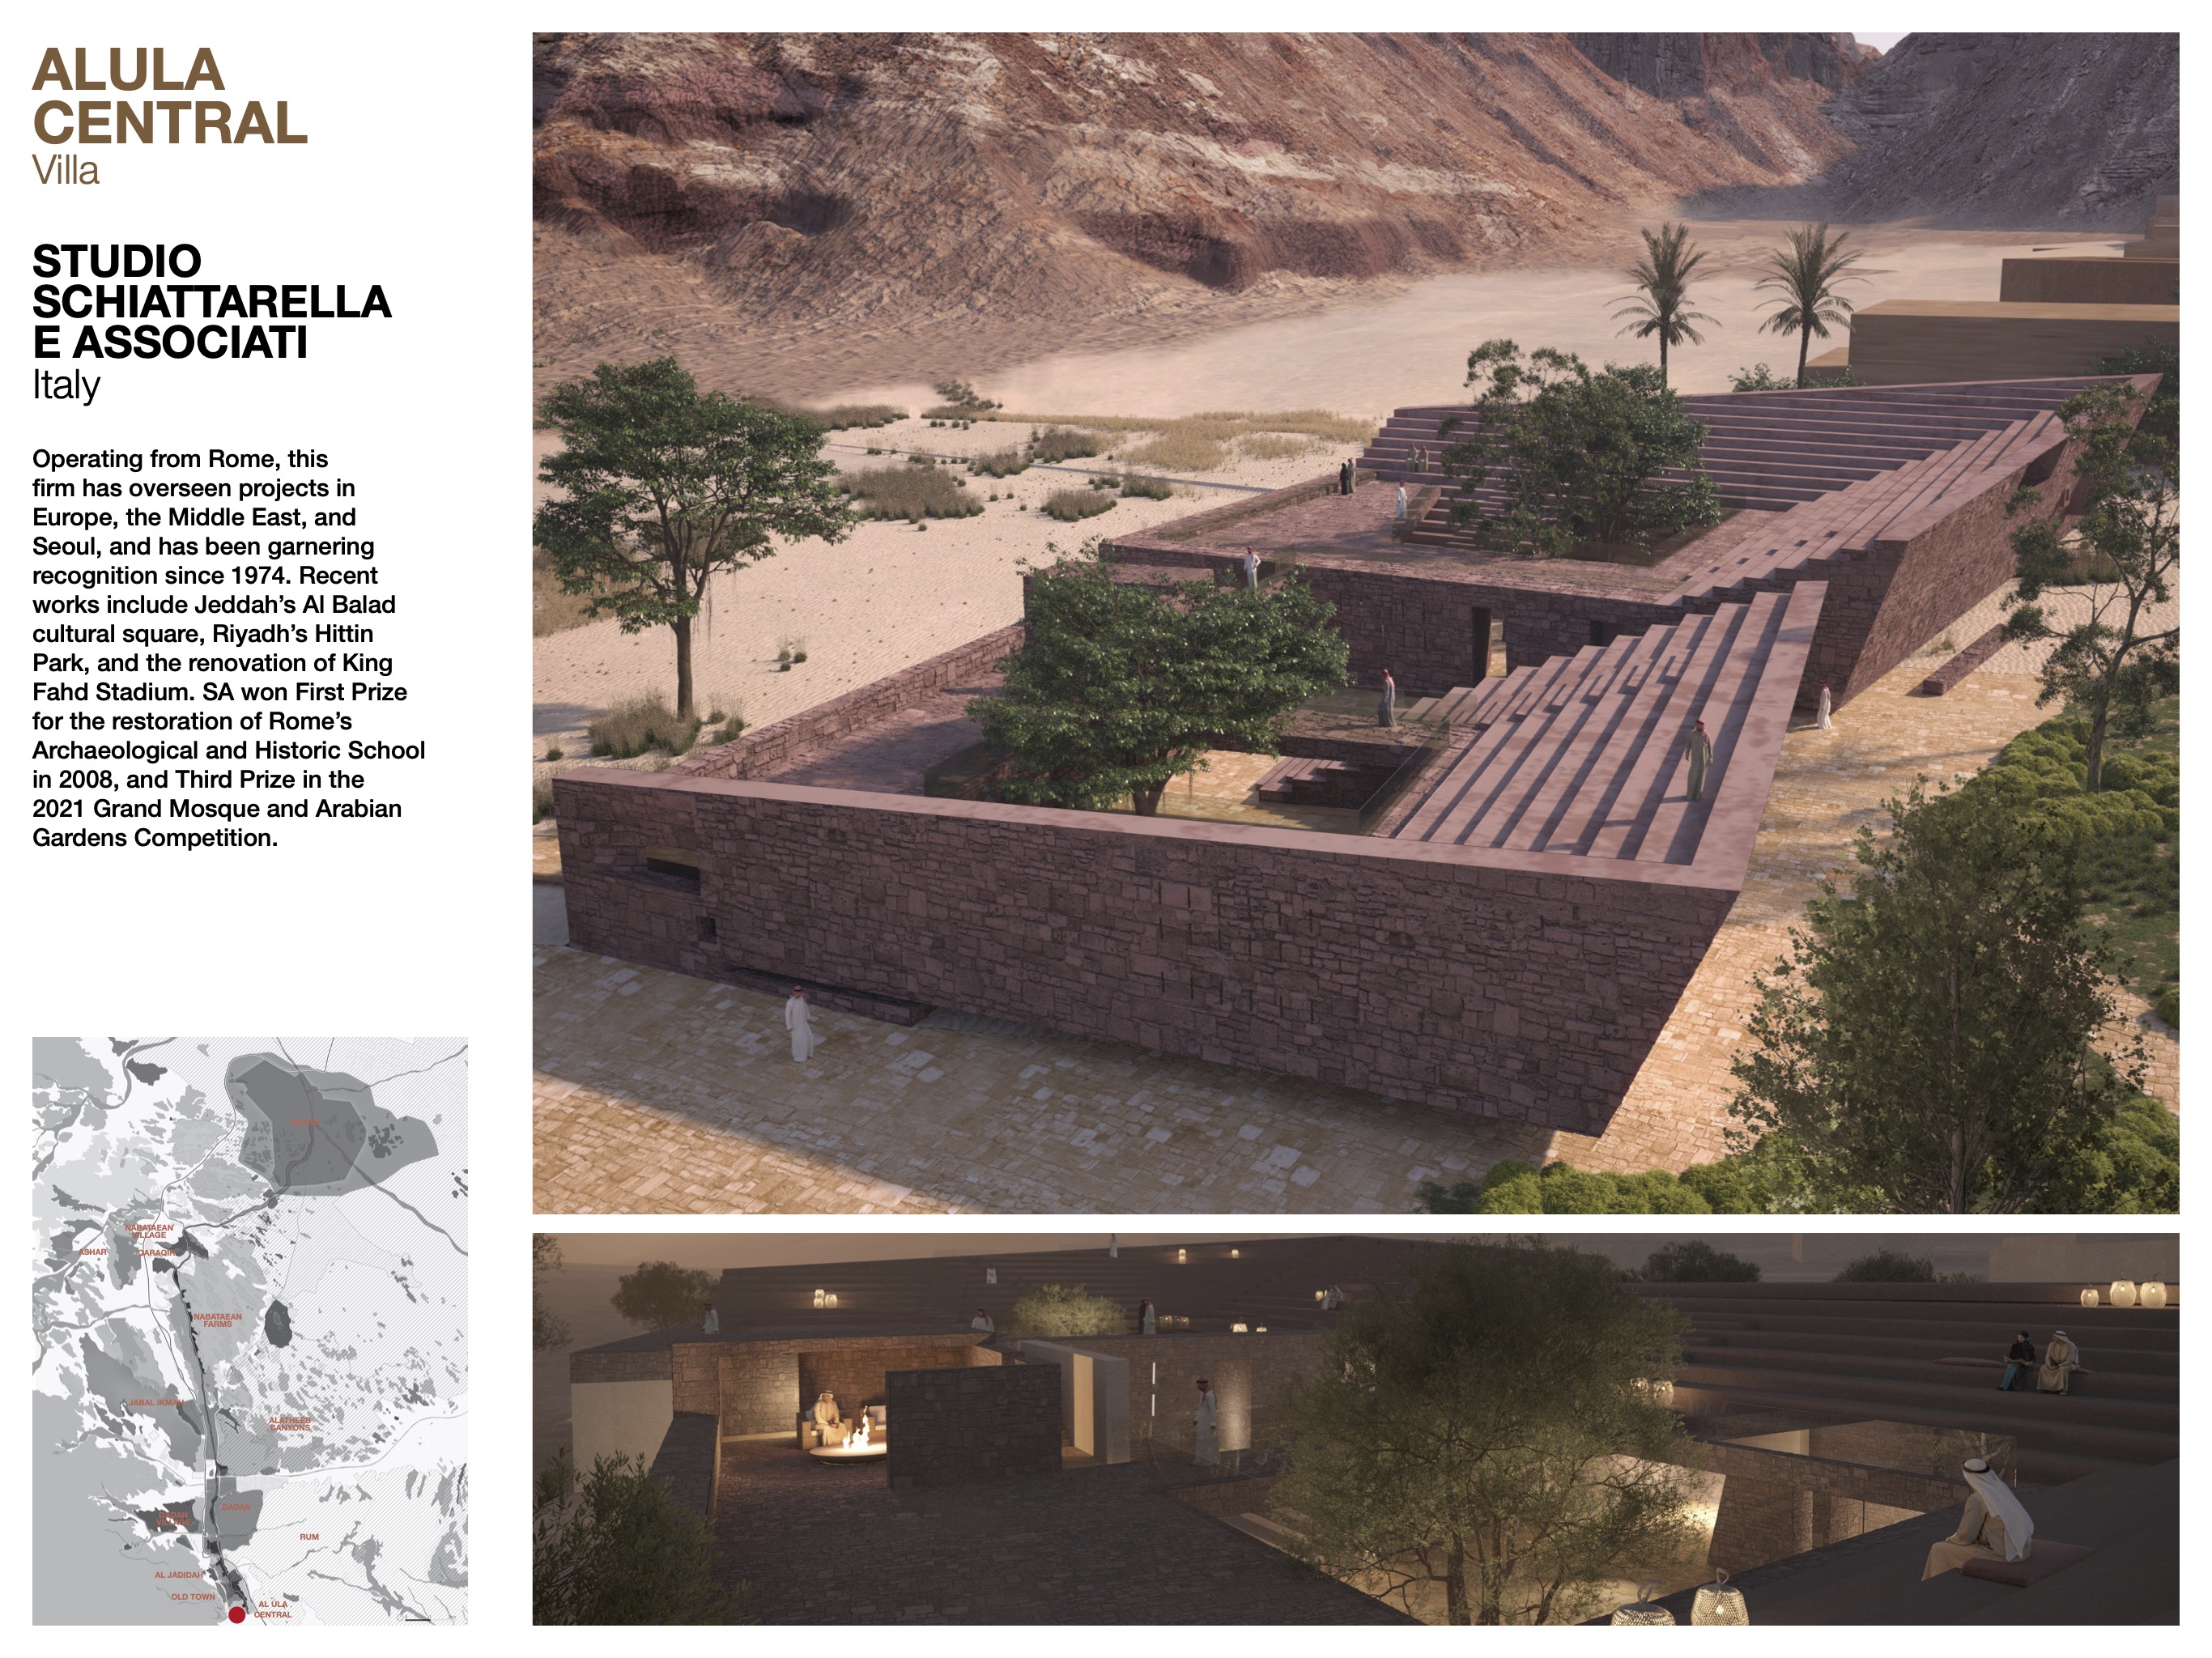 ALULA
CENTRAL
Villa
STUDIO
SCHIATTARELLA
E ASSOCIATI
Italy
Operating from Rome, this
firm has overseen projects in
Europe, the Middle East, and
Seoul, and has been garnering
recognition since 1974. Recent
works include Jeddah’s Al Balad
cultural square, Riyadh’s Hittin
Park, and the renovation of King
Fahd Stadium. SA won First Prize
for the restoration of Rome’s
Archaeological and Historic School
in 2008, and Third Prize in the
2021 Grand Mosque and Arabian
Gardens Competition.
NABATAEAN
VILLAGE
ASHAR
QARAQIR
NABATAEAN
FARMS
JABAL IKMAH
ALATHEEB
CANYONS
DADAN
RUM
AL JADIDAH
OLD TOWN
AL ULA
CENTRAL